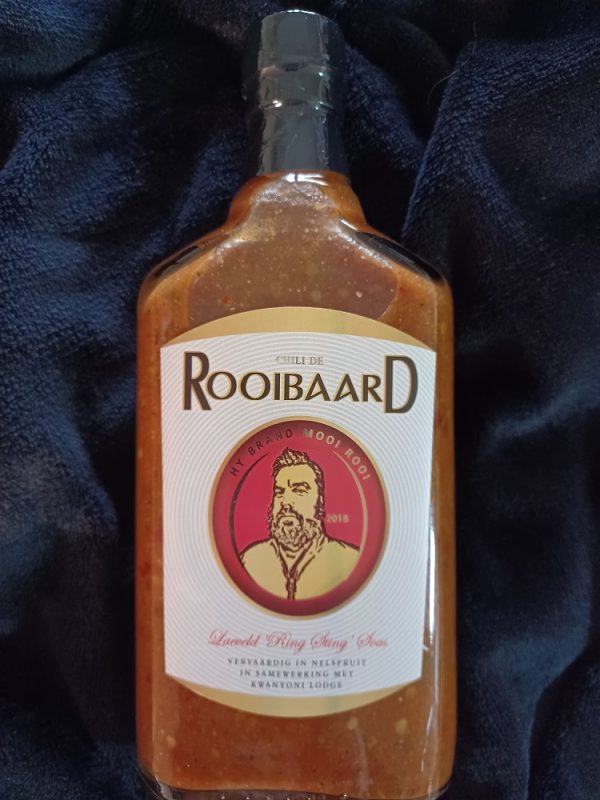 CHILI DE
ROOIBAARD
HY BRAND MOOI ROOI
2018
Laeveld 'Ring Sting' Sous
VERVAARDIG IN NELSPRUIT
IN SAMEWERKING MET
KWANYONI LODGE